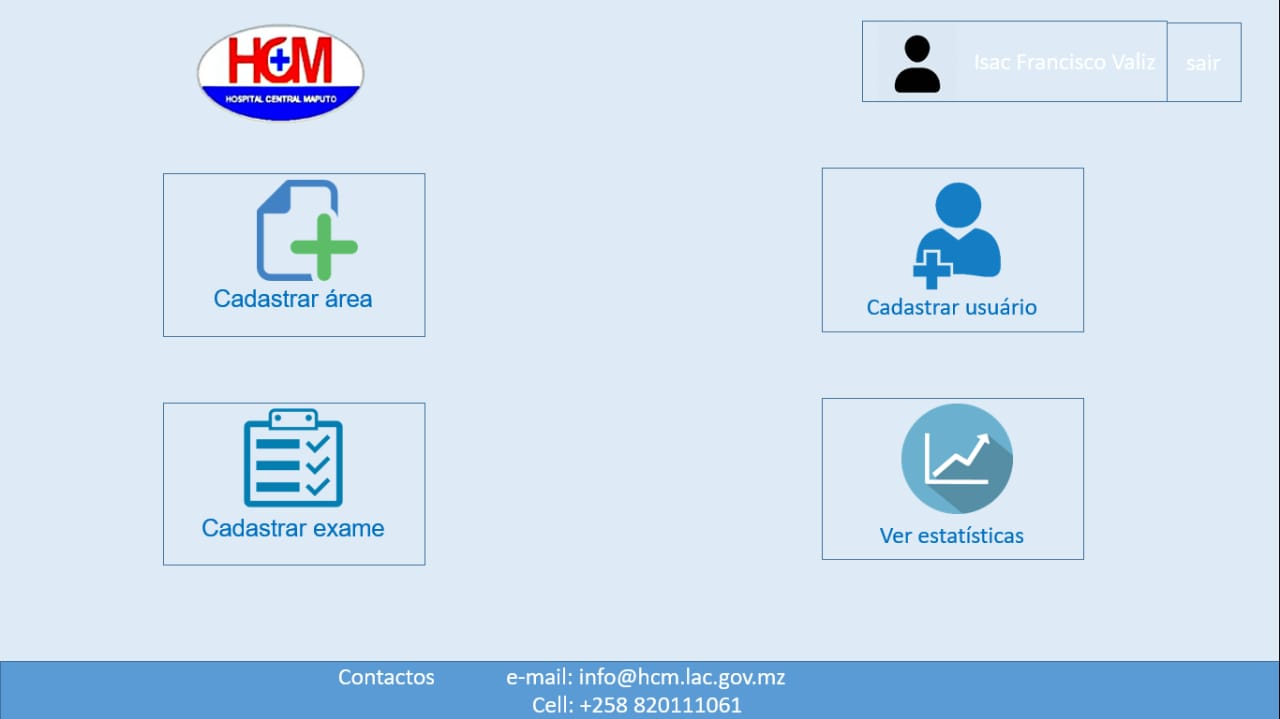 HCM
HOSPITAL CENTRAL MAPUTO
Isac Francisco Valiz
sair
Cadastrar área
Cadastrar usuário
Cadastrar exame
Ver estatísticas
Contactos e-mail: info@hcm.lac.gov.mz
Cell: +258 820111061